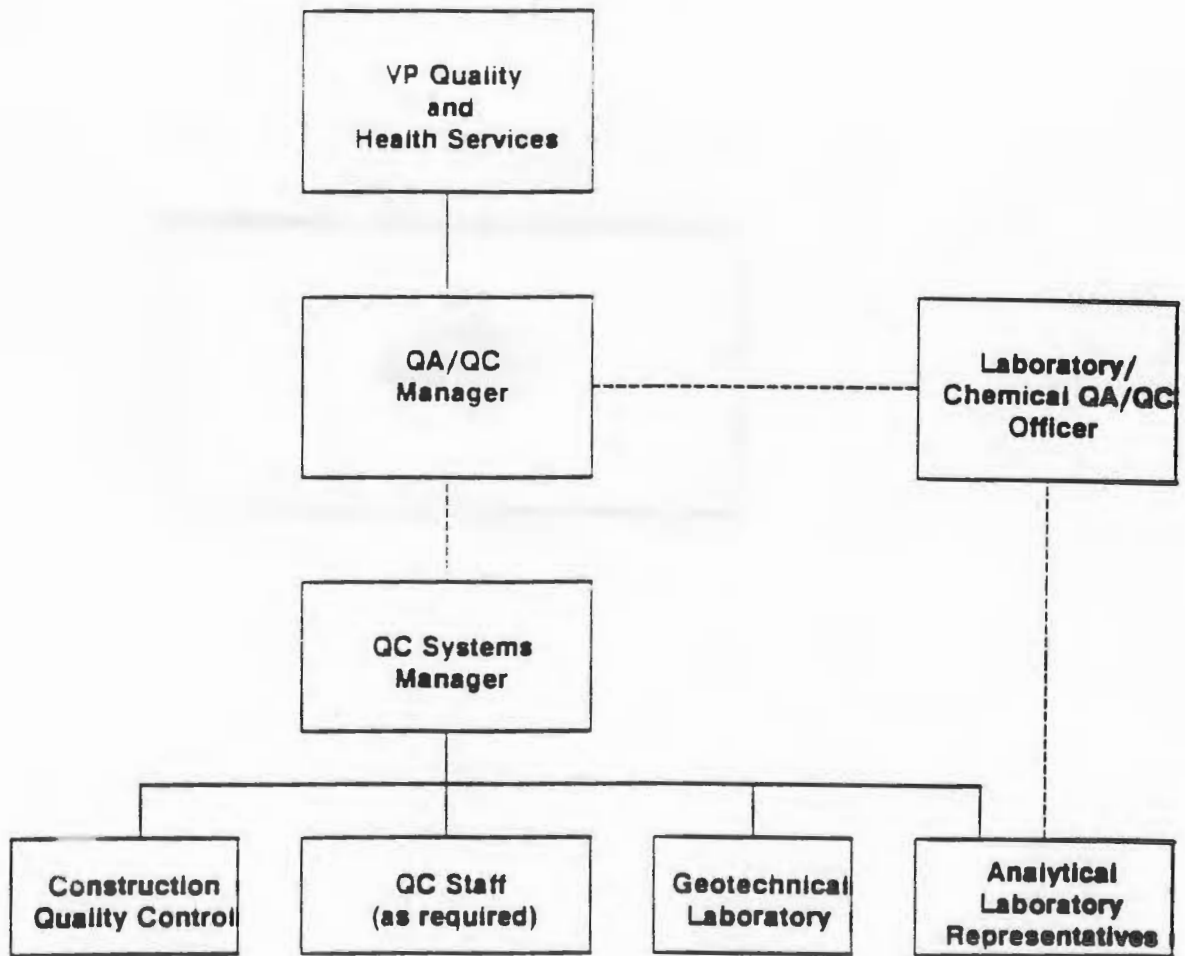 VP Quality
and
Health Services
QA/QC
Manager
Laboratory/
Chemical QA/QC
Officer
QC Systems
Manager
Construction
Quality Control
QC Staff
(as required)
Geotechnical
Laboratory
Analytical
Laboratory
Representatives